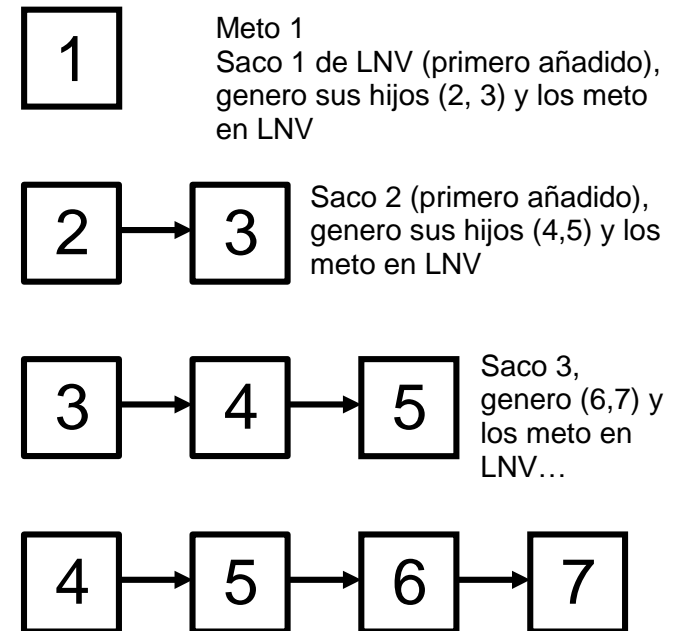 1
Meto 1
Saco 1 de LNV (primero añadido),
genero sus hijos (2, 3) y los meto
en LNV
2 3
Saco 2 (primero añadido),
genero sus hijos (4,5) y los
meto en LNV
3 4 5
Saco 3,
genero (6,7) y
los meto en
LNV…
4 5 6 7